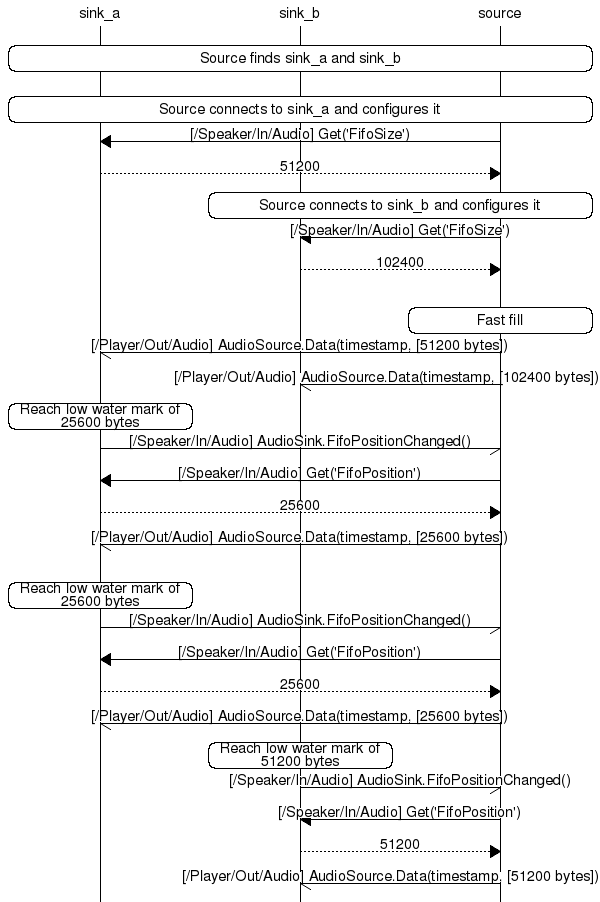 sink_a sink_b source
Source finds sink_a and sink_b
Source connects to sink_a and configures it
[/Speaker/In/Audio] Get('FifoSize')
51200
Source connects to sink_b and configures it
[/Speaker/In/Audio] Get('FifoSize')
102400
Fast fill
[/Player/Out/Audio] AudioSource.Data(timestamp, [51200 bytes])
[/Player/Out/Audio] AudioSource.Data(timestamp, [102400 bytes])
Reach low water mark of
25600 bytes
[/Speaker/In/Audio] AudioSink.FifoPositionChanged()
[/Speaker/In/Audio] Get('FifoPosition')
25600
[/Player/Out/Audio] AudioSource.Data(timestamp, [25600 bytes])
Reach low water mark of
25600 bytes
[/Speaker/In/Audio] AudioSink.FifoPositionChanged()
[/Speaker/In/Audio] Get('FifoPosition')
25600
[/Player/Out/Audio] AudioSource.Data(timestamp, [25600 bytes])
Reach low water mark of
51200 bytes
[/Speaker/In/Audio] AudioSink.FifoPositionChanged()
[/Speaker/In/Audio] Get('FifoPosition')
51200
[/Player/Out/Audio] AudioSource.Data(timestamp, [51200 bytes])